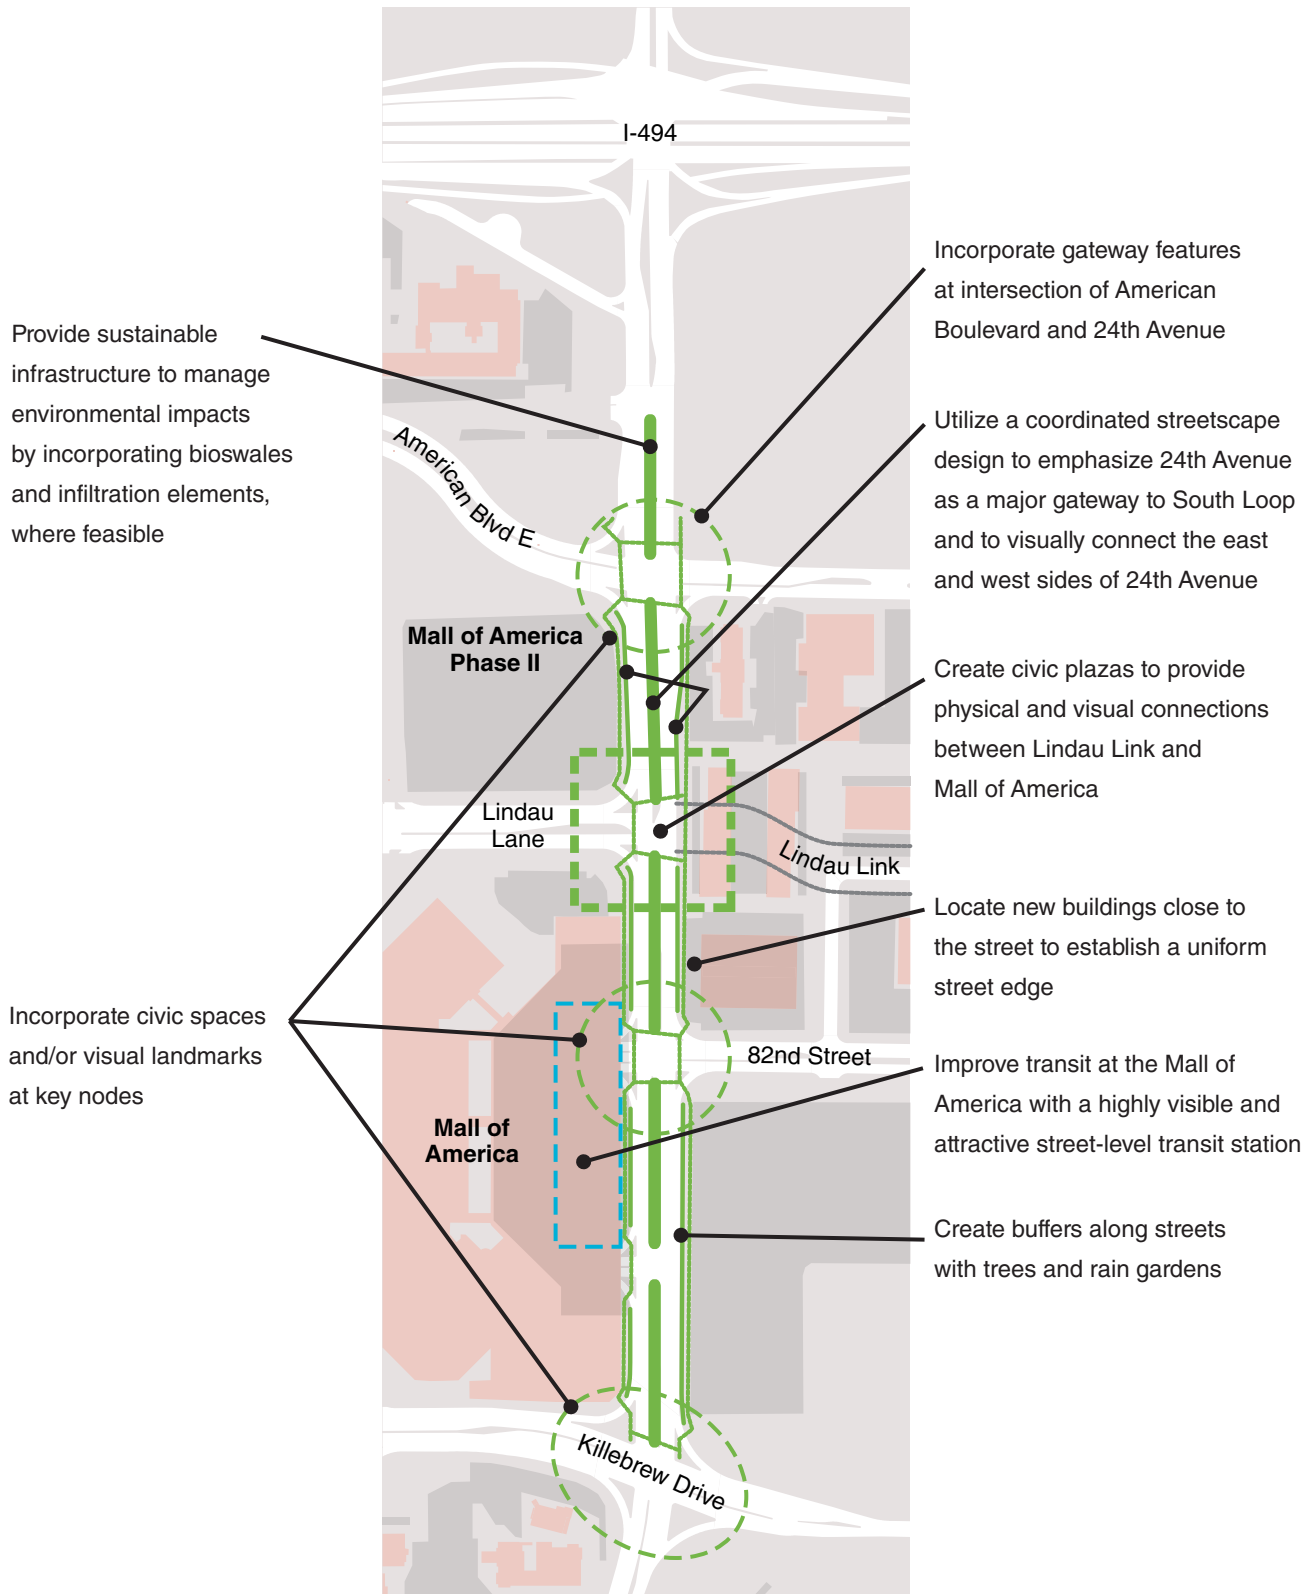 I-494
Incorporate gateway features
at intersection of American
Boulevard and 24th Avenue
Provide sustainable
infrastructure to manage
environmental impacts
by incorporating bioswales
and infiltration elements,
where feasible
Utilize a coordinated streetscape
design to emphasize 24th Avenue
as a major gateway to South Loop
and to visually connect the east
and west sides of 24th Avenue
American Blvd E
Mall of America
Phase II
Create civic plazas to provide
physical and visual connections
between Lindau Link and
Mall of America
Lindau
Lane
Lindau Link
Locate new buildings close to
the street to establish a uniform
street edge
Incorporate civic spaces
and/or visual landmarks
at key nodes
82nd Street
Improve transit at the Mall of
America with a highly visible and
attractive street-level transit station
Mall of
America
Create buffers along streets
with trees and rain gardens
Killebrew Drive